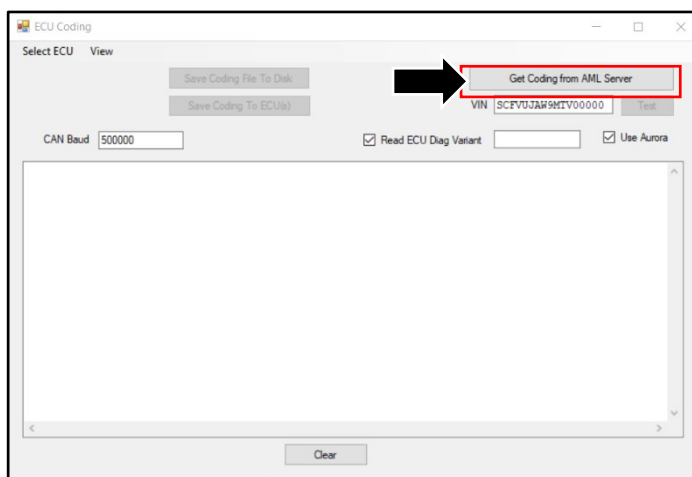 ECU Coding
Select ECU View
Save Coding File To Disk
Get Coding from AML Server
Save Coding To ECU(s)
VIN SCFVUJAW9MTV00000 Test
CAN Baud 500000 Read ECU Diag Variant Use Aurora
Clear